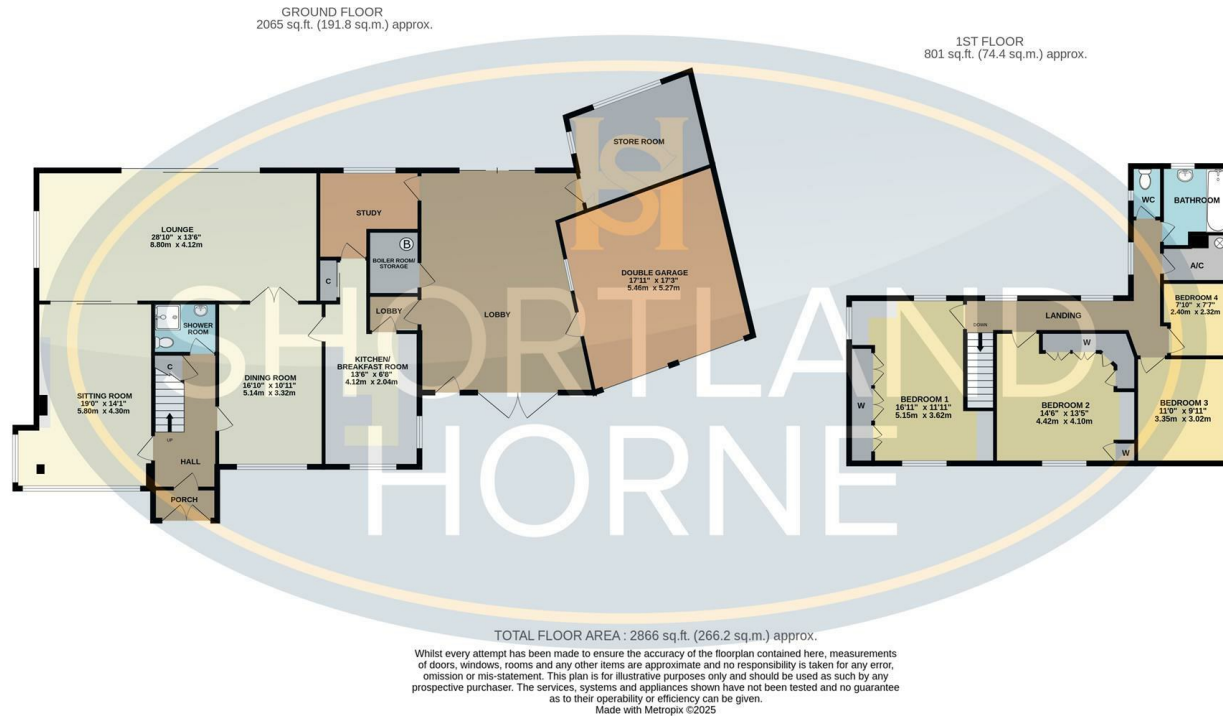 GROUND FLOOR
2065 sq.ft. (191.8 sq.m.) approx.
1ST FLOOR
801 sq.ft. (74.4 sq.m.) approx.
STORE ROOM
LOUNGE
28'10" x 13'6"
8.80m x 4.12m
STUDY
B
BOILER ROOM/
STORAGE
C
LOBBY
LOBBY
DOUBLE GARAGE
17'11" x 17'3"
5.46m x 5.27m
SHOWER
ROOM
C
SITTING ROOM
19'0" x 14'1"
5.80m x 4.30m
UP
HALL
PORCH
DINING ROOM
16'10" x 10'11"
5.14m x 3.32m
KITCHEN/
BREAKFAST ROOM
13'6" x 6'8"
4.12m x 2.04m
WC
BATHROOM
A/C
BEDROOM 4
7'10" x 7'7"
2.40m x 2.32m
LANDING
DOWN
W
W
BEDROOM 1
16'11" x 11'11"
5.15m x 3.62m
BEDROOM 2
14'6" x 13'5"
4.42m x 4.10m
W
BEDROOM 3
11'0" x 9'11"
3.35m x 3.02m
SH
SHORTLAND
HORNE
TOTAL FLOOR AREA : 2866 sq.ft. (266.2 sq.m.) approx.
Whilst every attempt has been made to ensure the accuracy of the floorplan contained here, measurements
of doors, windows, rooms and any other items are approximate and no responsibility is taken for any error,
omission or mis-statement. This plan is for illustrative purposes only and should be used as such by any
prospective purchaser. The services, systems and appliances shown have not been tested and no guarantee
as to their operability or efficiency can be given.
Made with Metropix ©2025